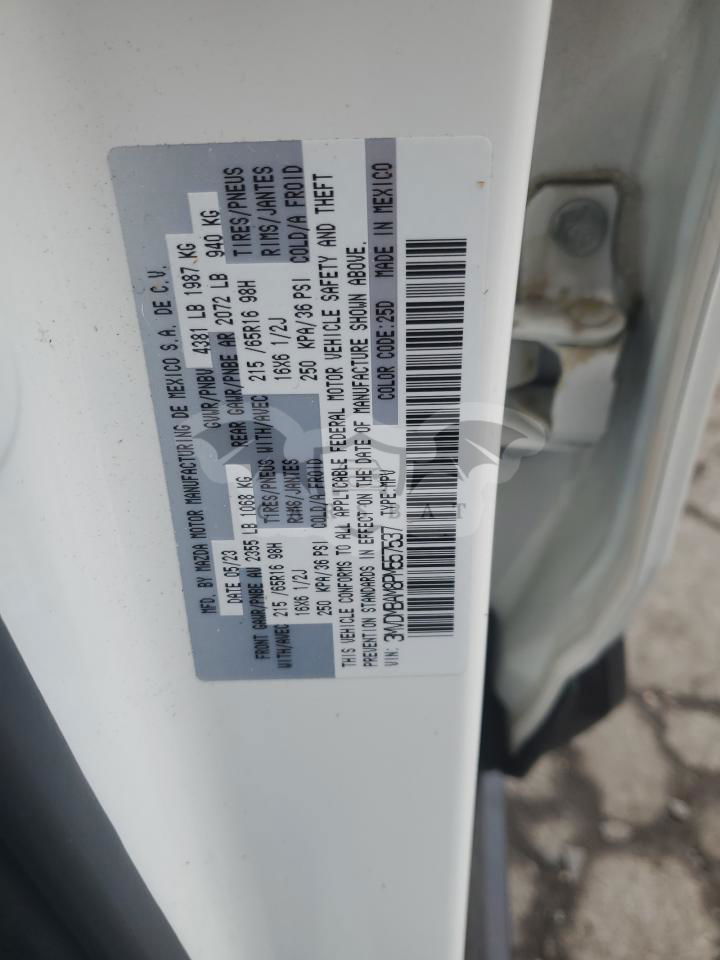 MFD. BY MAZDA MOTOR MANUFACTURING DE MEXICO S.A. DE C.V.
DATE 05/23 GVWR/PNBV 4381 LB 1987 KG
FRONT GAWR/PNBE AV 2355 LB 1068 KG REAR GAWR/PNBE AR 2072 LB 940 KG
WITH/AVEC 215 /65R16 98H TIRES/PNEUS WITH/AVEC 215 /65R16 98H TIRES/PNEUS
16X6 1/2J RIMS/JANTES 16X6 1/2J RIMS/JANTES
250 KPA/36 PSI COLD/A FROID 250 KPA/36 PSI COLD/A FROID
THIS VEHICLE CONFORMS TO ALL APPLICABLE FEDERAL MOTOR VEHICLE SAFETY AND THEFT
PREVENTION STANDARDS IN EFFECT ON THE DATE OF MANUFACTURE SHOWN ABOVE.
VIN: 3MVDMBAM8PM557537 TYPE:MPV COLOR CODE:25D MADE IN MEXICO